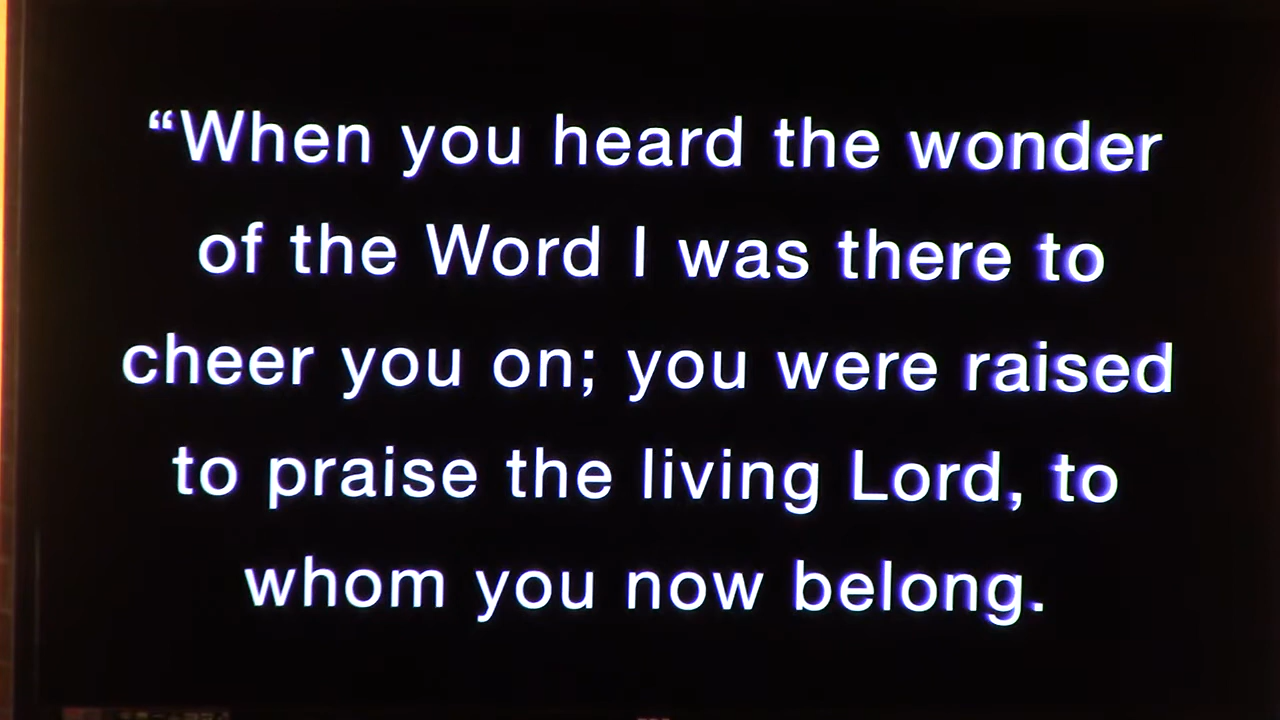 “When you heard the wonder
of the Word I was there to
cheer you on; you were raised
to praise the living Lord, to
whom you now belong.